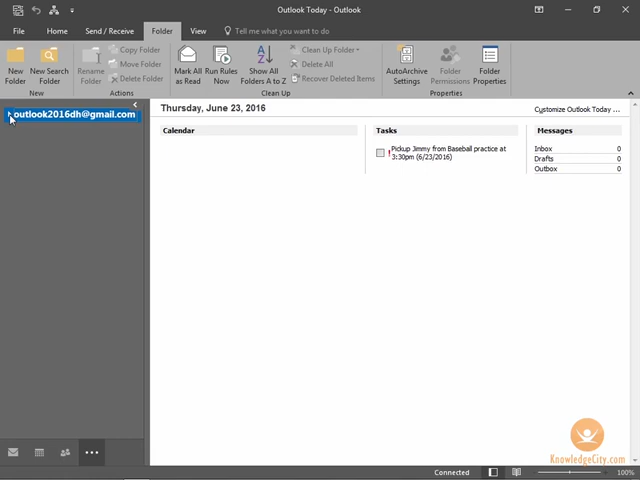 Outlook Today - Outlook
File Home Send / Receive Folder View Tell me what you want to do
New Folder
New Search Folder
New
Rename Folder
Copy Folder
Move Folder
Delete Folder
Actions
Mark All as Read
Run Rules Now
Show All Folders A to Z
Clean Up Folder
Delete All
Recover Deleted Items
Clean Up
AutoArchive Settings
Folder Permissions
Folder Properties
Properties
outlook2016dh@gmail.com
Thursday, June 23, 2016
Customize Outlook Today ...
Calendar
Tasks
! Pickup Jimmy from Baseball practice at
3:30pm (6/23/2016)
Messages
Inbox 0
Drafts 0
Outbox 0
KnowledgeCity.com
Connected 100%